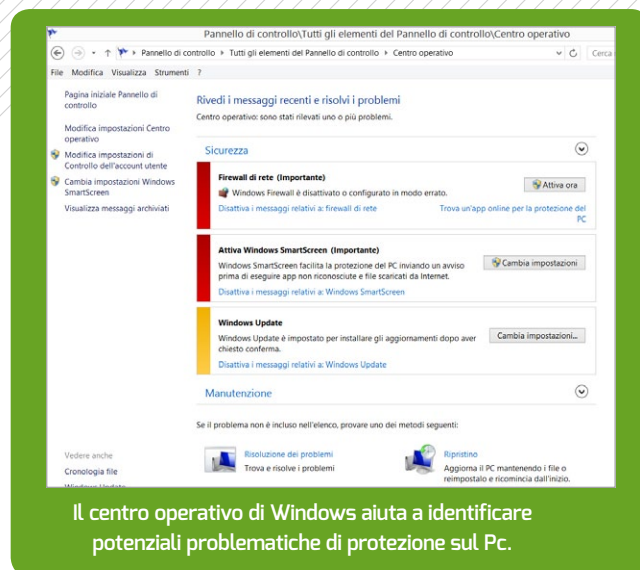 Pannello di controllo\Tutti gli elementi del Pannello di controllo\Centro operativo
Pannello di controllo Tutti gli elementi del Pannello di controllo Centro operativo
Cerca
File Modifica Visualizza Strumenti ?
Pagina iniziale Pannello di
controllo
Modifica impostazioni Centro
operativo
Modifica impostazioni di
Controllo dell'account utente
Cambia impostazioni Windows
SmartScreen
Visualizza messaggi archiviati
Rivedi i messaggi recenti e risolvi i problemi
Centro operativo: sono stati rilevati uno o più problemi.
Sicurezza
Firewall di rete (Importante)
Windows Firewall è disattivato o configurato in modo errato.
Attiva ora
Disattiva i messaggi relativi a: firewall di rete
Trova un'app online per la protezione del
PC
Attiva Windows SmartScreen (Importante)
Windows SmartScreen facilita la protezione del PC inviando un avviso
prima di eseguire app non riconosciute e file scaricati da Internet.
Cambia impostazioni
Disattiva i messaggi relativi a: Windows SmartScreen
Windows Update
Windows Update è impostato per installare gli aggiornamenti dopo aver
chiesto conferma.
Cambia impostazioni...
Disattiva i messaggi relativi a: Windows Update
Manutenzione
Se il problema non è incluso nell'elenco, provare uno dei metodi seguenti:
Risoluzione dei problemi
Trova e risolve i problemi
Ripristino
Aggiorna il PC mantenendo i file o
reimpostalo e ricomincia dall'inizio.
Vedere anche
Cronologia file
Windows Update
Il centro operativo di Windows aiuta a identificare
potenziali problematiche di protezione sul Pc.